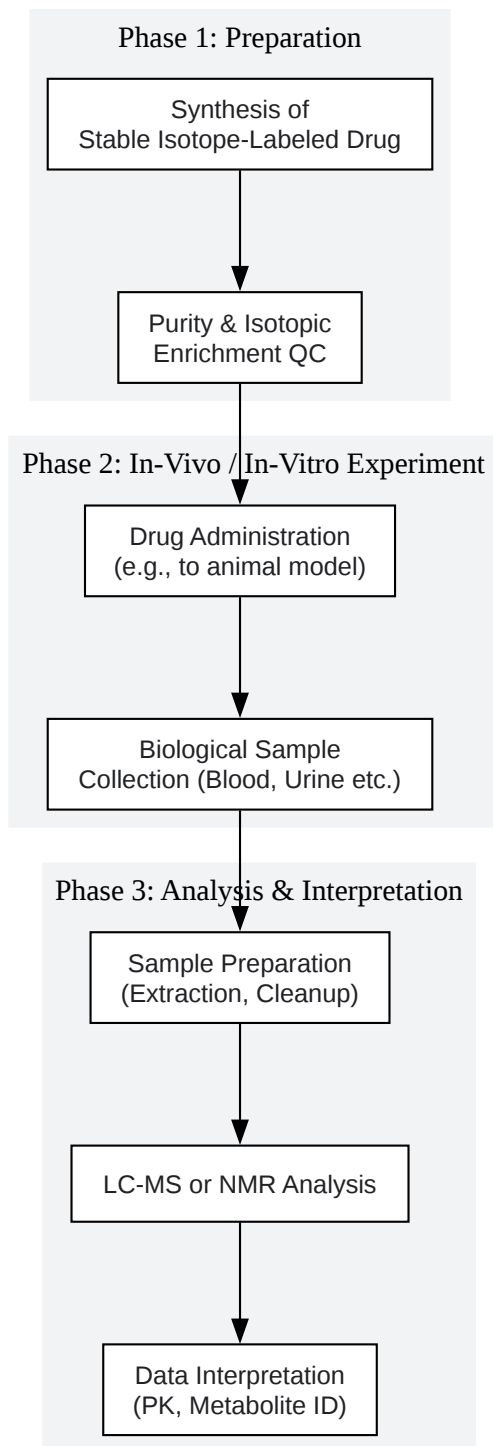 Phase 1: Preparation
Synthesis of
Stable Isotope-Labeled Drug
Purity & Isotopic
Enrichment QC
Phase 2: In-Vivo / In-Vitro Experiment
Drug Administration
(e.g., to animal model)
Biological Sample
Collection (Blood, Urine etc.)
Phase 3: Analysis & Interpretation
Sample Preparation
(Extraction, Cleanup)
LC-MS or NMR Analysis
Data Interpretation
(PK, Metabolite ID)